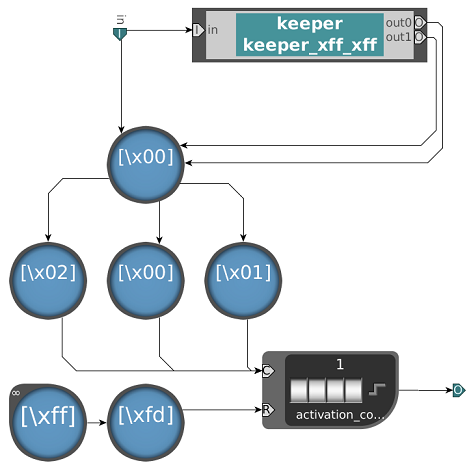 in
I
keeper
keeper_xff_xff
I
in
out0
O
out1
O
[\x00]
[\x02]
[\x00]
[\x01]
C
1
R
activation_co...
O
∞
[\xff]
[\xfd]